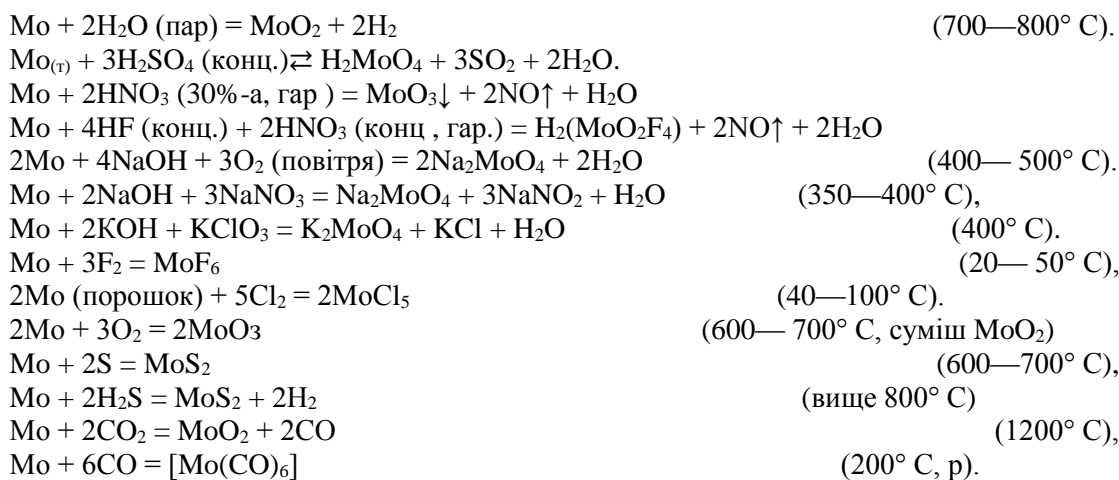 Mo + 2H₂O (пар) = MoO₂ + 2H₂ (700—800° С).
Mo₍т₎ + 3H₂SO₄ (конц.)⇄ H₂MoO₄ + 3SO₂ + 2H₂O.
Mo + 2HNO₃ (30%-а, гар ) = MoO₃↓ + 2NO↑ + H₂O
Mo + 4HF (конц.) + 2HNO₃ (конц , гар.) = H₂(MoO₂F₄) + 2NO↑ + 2H₂O
2Mo + 4NaOH + 3O₂ (повітря) = 2Na₂MoO₄ + 2H₂O (400— 500° С).
Mo + 2NaOH + 3NaNO₃ = Na₂MoO₄ + 3NaNO₂ + H₂O (350—400° С),
Mo + 2КОН + KClO₃ = K₂MoO₄ + KCl + H₂O (400° С).
Mo + 3F₂ = MoF₆ (20— 50° С),
2Mo (порошок) + 5Cl₂ = 2MoCl₅ (40—100° С).
2Mo + 3O₂ = 2MoOз (600— 700° С, суміш MoO₂)
Mo + 2S = MoS₂ (600—700° С),
Mo + 2H₂S = MoS₂ + 2H₂ (вище 800° С)
Mo + 2CO₂ = MoO₂ + 2CO (1200° С),
Mo + 6CO = [Mo(CO)₆] (200° С, p).